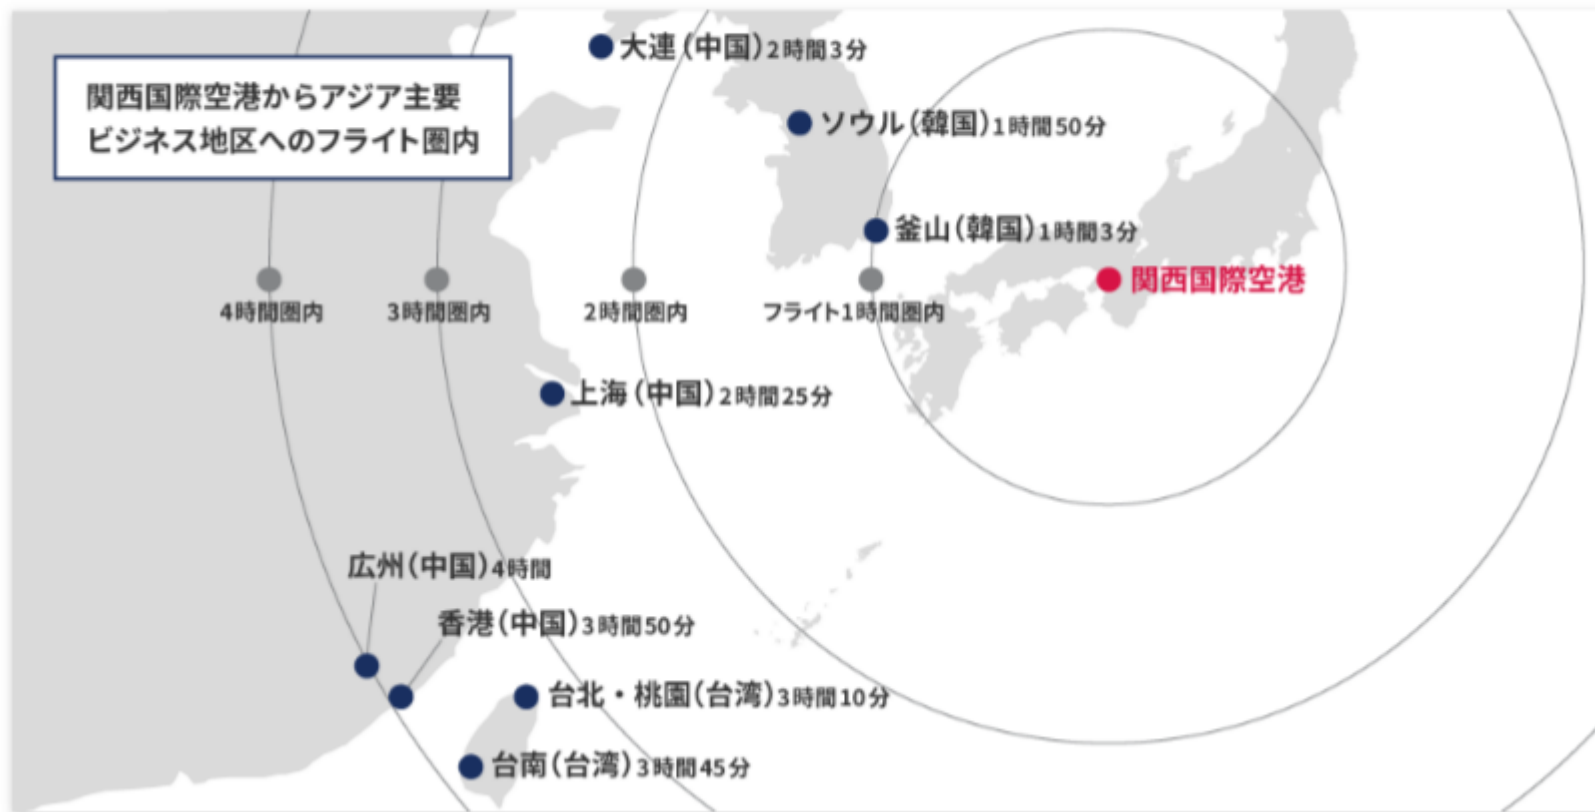 関西国際空港からアジア主要
ビジネス地区へのフライト圏内
大連(中国)2時間3分
ソウル(韓国)1時間50分
釜山(韓国)1時間3分
関西国際空港
4時間圏内
3時間圏内
2時間圏内
フライト1時間圏内
上海(中国)2時間25分
広州(中国)4時間
香港(中国)3時間50分
台北・桃園(台湾)3時間10分
台南(台湾)3時間45分